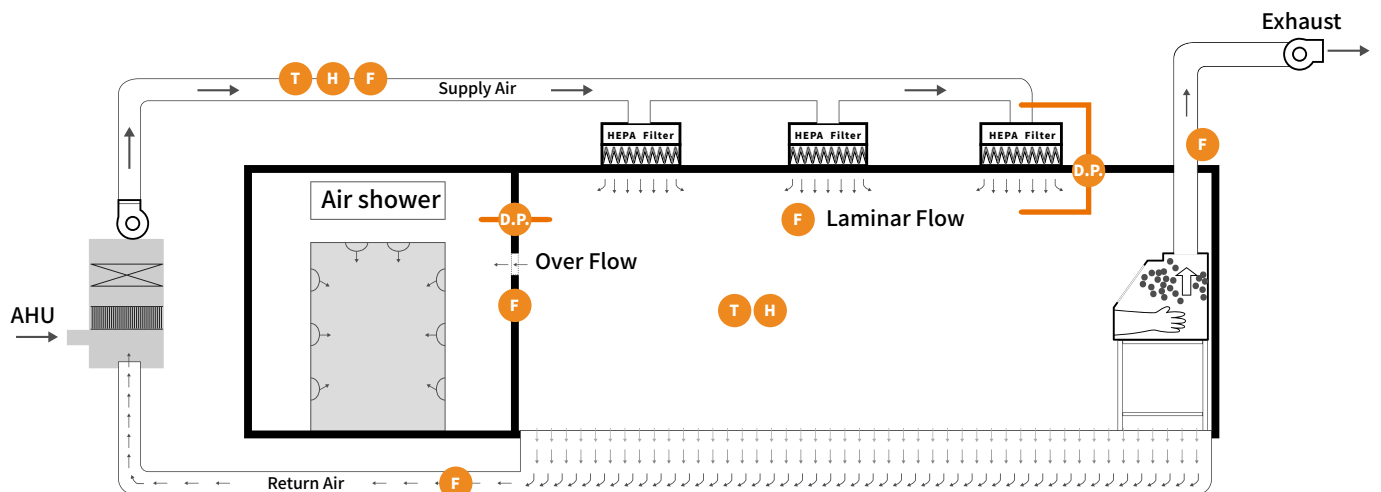 Exhaust
T H F
Supply Air
HEPA Filter
HEPA Filter
HEPA Filter
F
D.P.
Air shower
D.P.
F
Laminar Flow
Over Flow
F
T H
AHU
Return Air
F